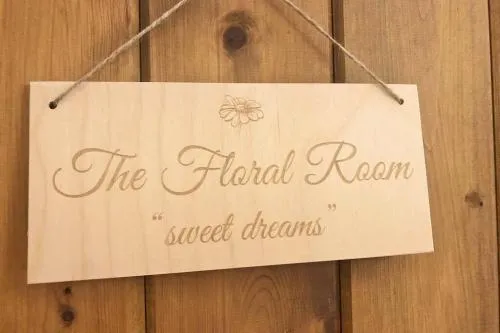 The Floral Room
“sweet dreams”